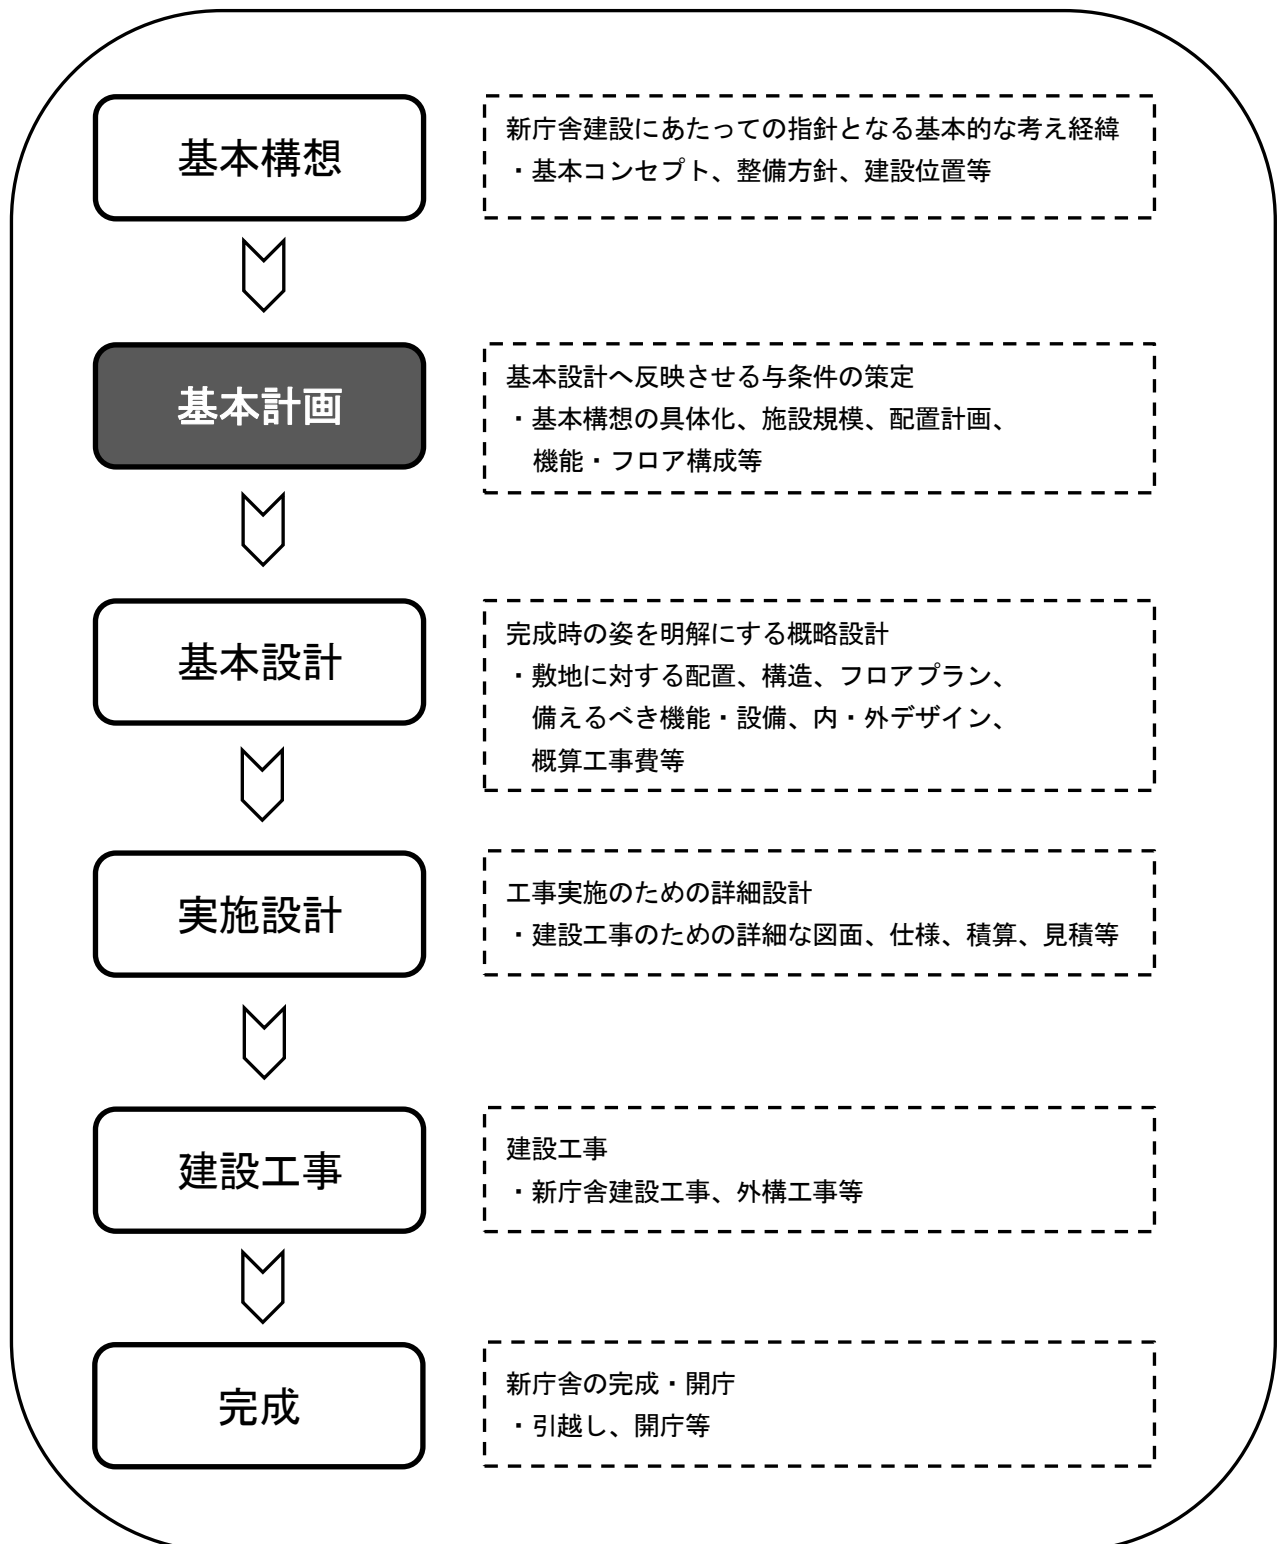 基本構想
新庁舎建設にあたっての指針となる基本的な考え経緯
・基本コンセプト、整備方針、建設位置等
基本計画
基本設計へ反映させる与条件の策定
・基本構想の具体化、施設規模、配置計画、
機能・フロア構成等
基本設計
完成時の姿を明解にする概略設計
・敷地に対する配置、構造、フロアプラン、
備えるべき機能・設備、内・外デザイン、
概算工事費等
実施設計
工事実施のための詳細設計
・建設工事のための詳細な図面、仕様、積算、見積等
建設工事
建設工事
・新庁舎建設工事、外構工事等
完成
新庁舎の完成・開庁
・引越し、開庁等